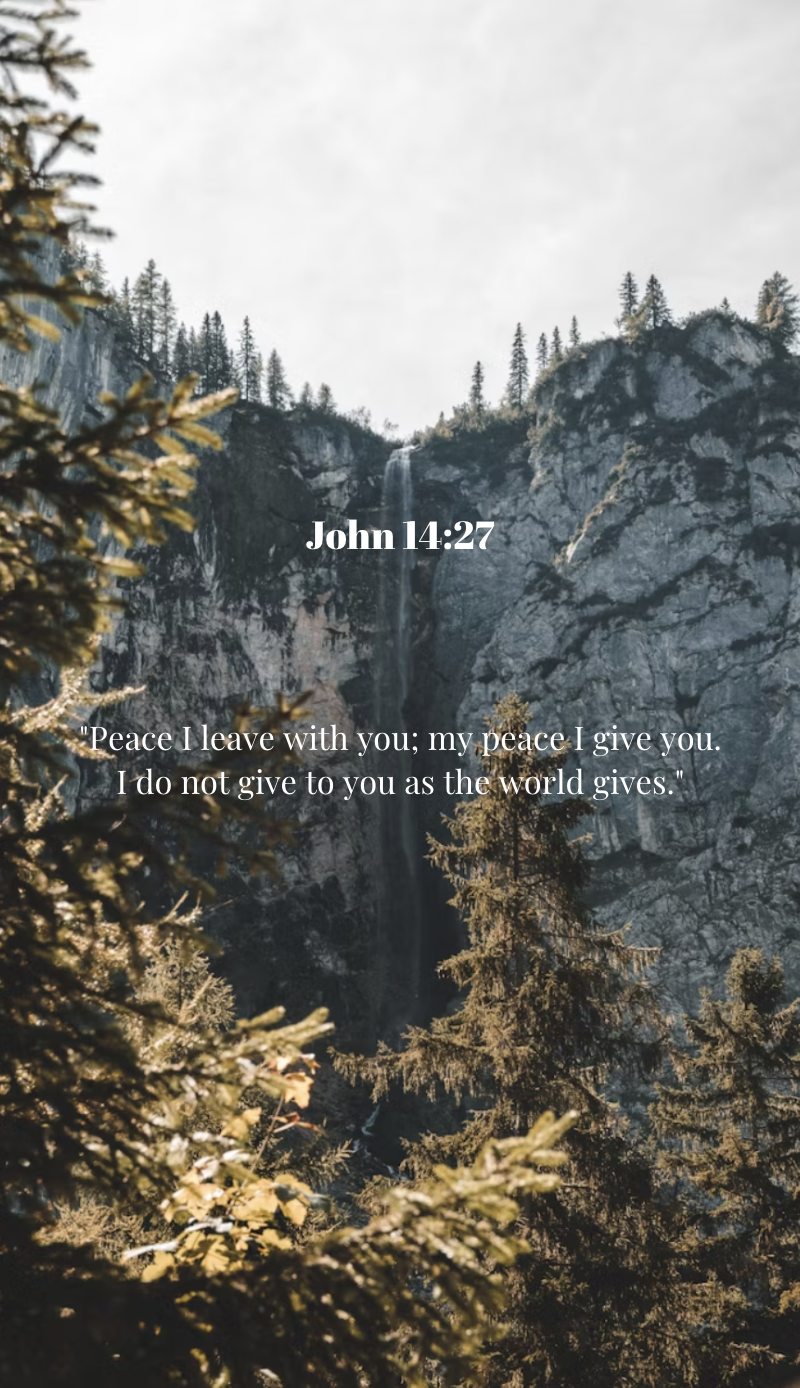 John 14:27
"Peace I leave with you; my peace I give you.
I do not give to you as the world gives."